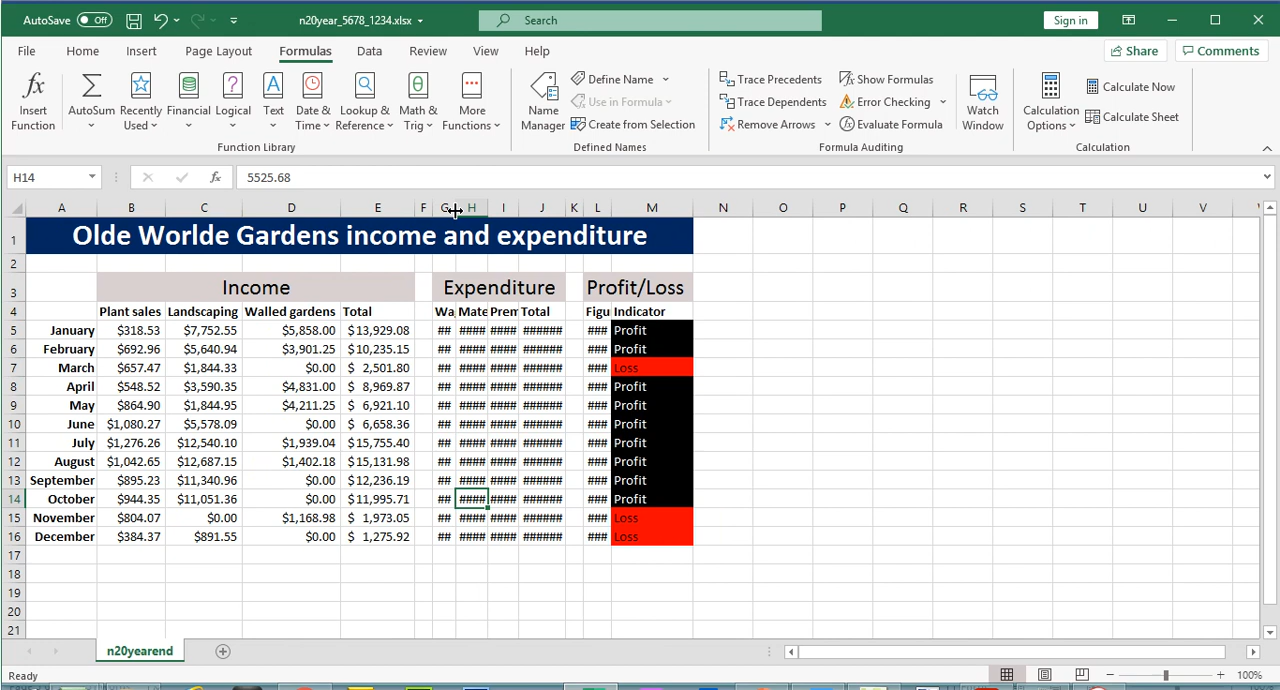 AutoSave Off n20year_5678_1234.xlsx Search Sign in
File Home Insert Page Layout Formulas Data Review View Help Share Comments
Insert Function AutoSum Recently Used Financial Logical Text Date & Time Lookup & Reference Math & Trig More Functions
Function Library
Name Manager Define Name Use in Formula Create from Selection
Defined Names
Trace Precedents Trace Dependents Remove Arrows Show Formulas Error Checking Evaluate Formula Watch Window
Formula Auditing
Calculation Options Calculate Now Calculate Sheet
Calculation
H14 fx 5525.68
A B C D E F G H I J K L M N O P Q R S T U V
1 Olde Worlde Gardens income and expenditure
2
3 Income Expenditure Profit/Loss
4 Plant sales Landscaping Walled gardens Total Wa Mate Prem Total Figu Indicator
5 January $318.53 $7,752.55 $5,858.00 $13,929.08 ## #### #### ###### ### Profit
6 February $692.96 $5,640.94 $3,901.25 $10,235.15 ## #### #### ###### ### Profit
7 March $657.47 $1,844.33 $0.00 $ 2,501.80 ## #### #### ###### ### Loss
8 April $548.52 $3,590.35 $4,831.00 $ 8,969.87 ## #### #### ###### ### Profit
9 May $864.90 $1,844.95 $4,211.25 $ 6,921.10 ## #### #### ###### ### Profit
10 June $1,080.27 $5,578.09 $0.00 $ 6,658.36 ## #### #### ###### ### Profit
11 July $1,276.26 $12,540.10 $1,939.04 $15,755.40 ## #### #### ###### ### Profit
12 August $1,042.65 $12,687.15 $1,402.18 $15,131.98 ## #### #### ###### ### Profit
13 September $895.23 $11,340.96 $0.00 $12,236.19 ## #### #### ###### ### Profit
14 October $944.35 $11,051.36 $0.00 $11,995.71 ## #### #### ###### ### Profit
15 November $804.07 $0.00 $1,168.98 $ 1,973.05 ## #### #### ###### ### Loss
16 December $384.37 $891.55 $0.00 $ 1,275.92 ## #### #### ###### ### Loss
17
18
19
20
21
n20yearend
Ready 100%